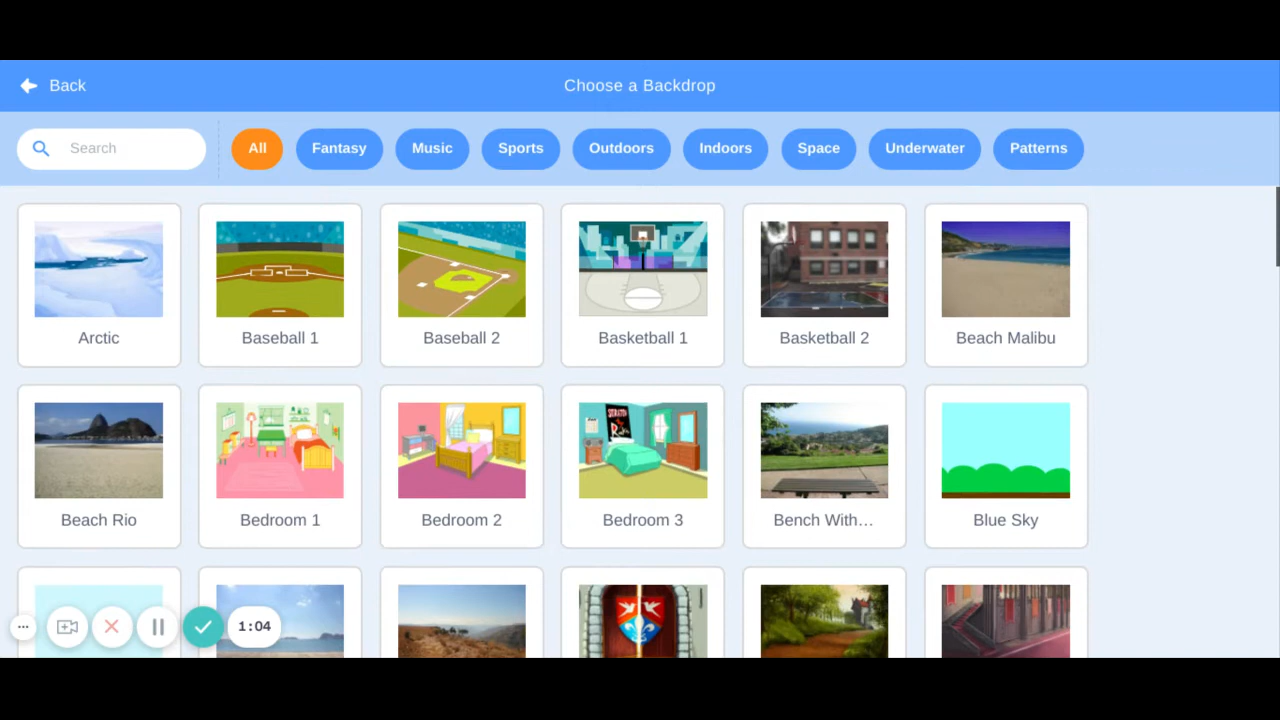 Back
Choose a Backdrop
Search
All
Fantasy
Music
Sports
Outdoors
Indoors
Space
Underwater
Patterns
Arctic
Baseball 1
Baseball 2
Basketball 1
Basketball 2
Beach Malibu
Beach Rio
Bedroom 1
Bedroom 2
Bedroom 3
Bench With...
Blue Sky
1:04